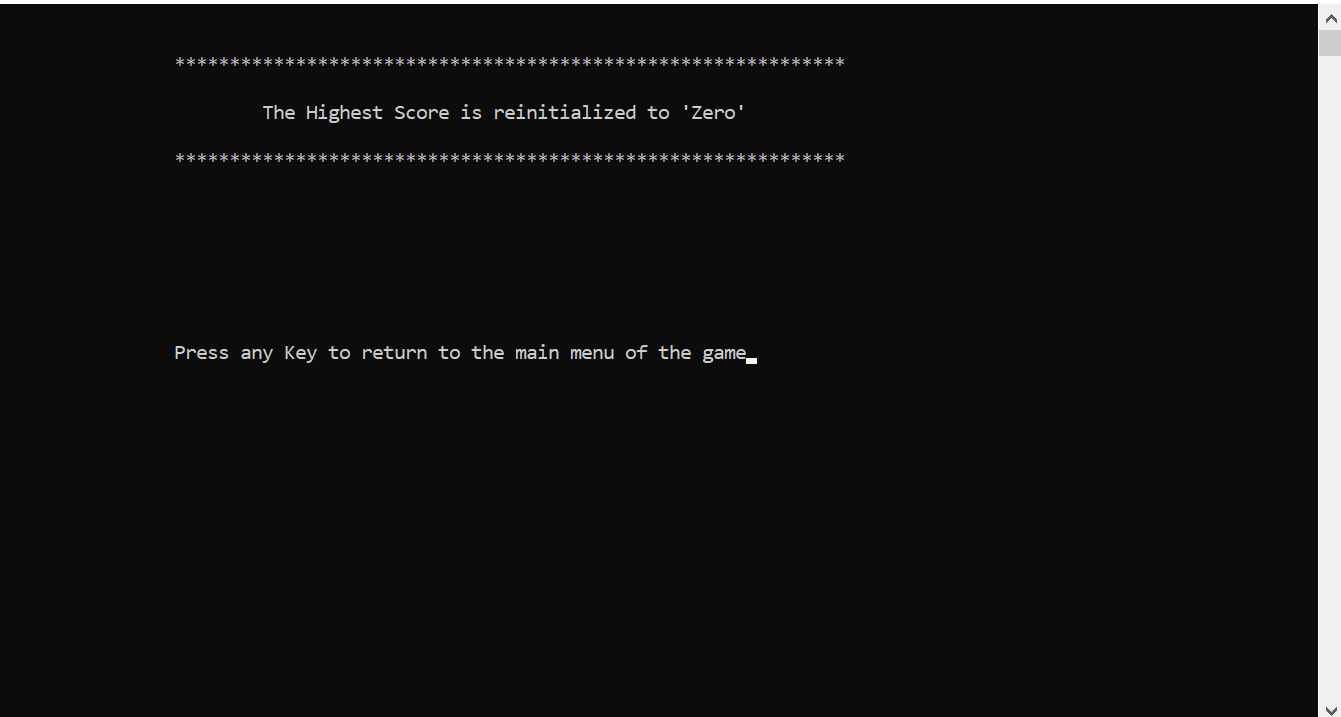 *************************************************************
The Highest Score is reinitialized to 'Zero'
*************************************************************
Press any Key to return to the main menu of the game